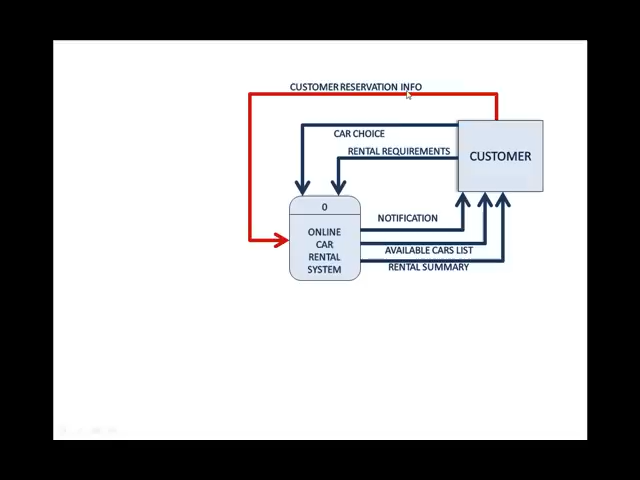 CUSTOMER RESERVATION INFO
CAR CHOICE
RENTAL REQUIREMENTS
CUSTOMER
0
ONLINE
CAR
RENTAL
SYSTEM
NOTIFICATION
AVAILABLE CARS LIST
RENTAL SUMMARY